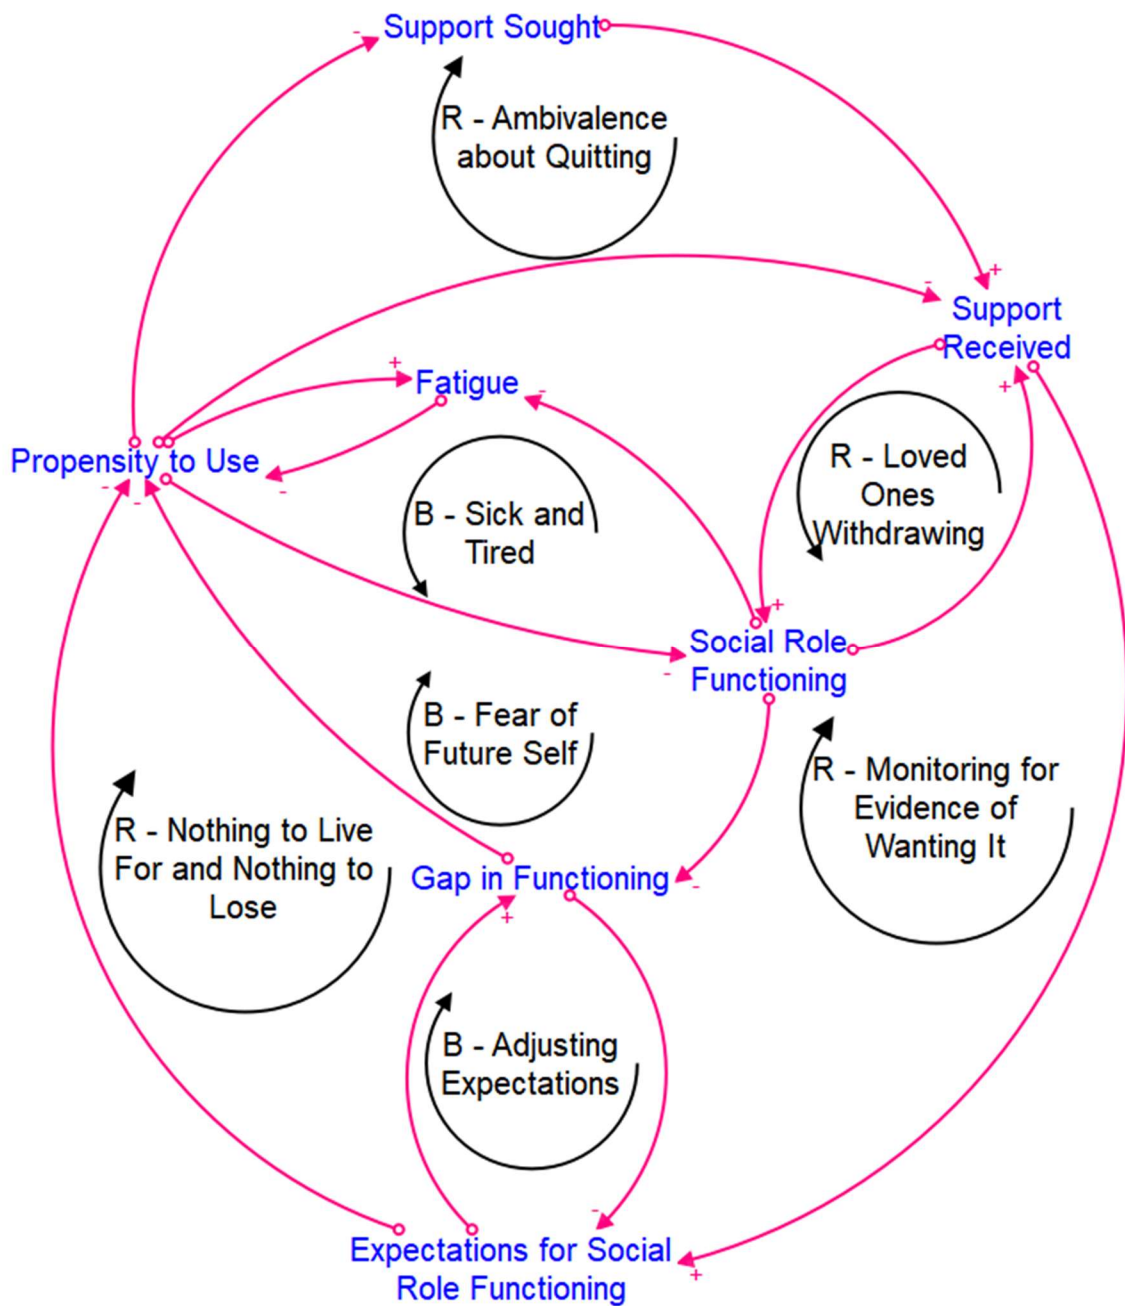 Support Sought
-
R - Ambivalence
about Quitting
+
-
Support
Received
+
Fatigue
-
+
Propensity to Use
-
-
-
R - Loved
Ones
Withdrawing
B - Sick and
Tired
+
Social Role
Functioning
-
B - Fear of
Future Self
R - Monitoring for
Evidence of
Wanting It
R - Nothing to Live
For and Nothing to
Lose
Gap in Functioning
-
+
B - Adjusting
Expectations
-
Expectations for Social
Role Functioning
+